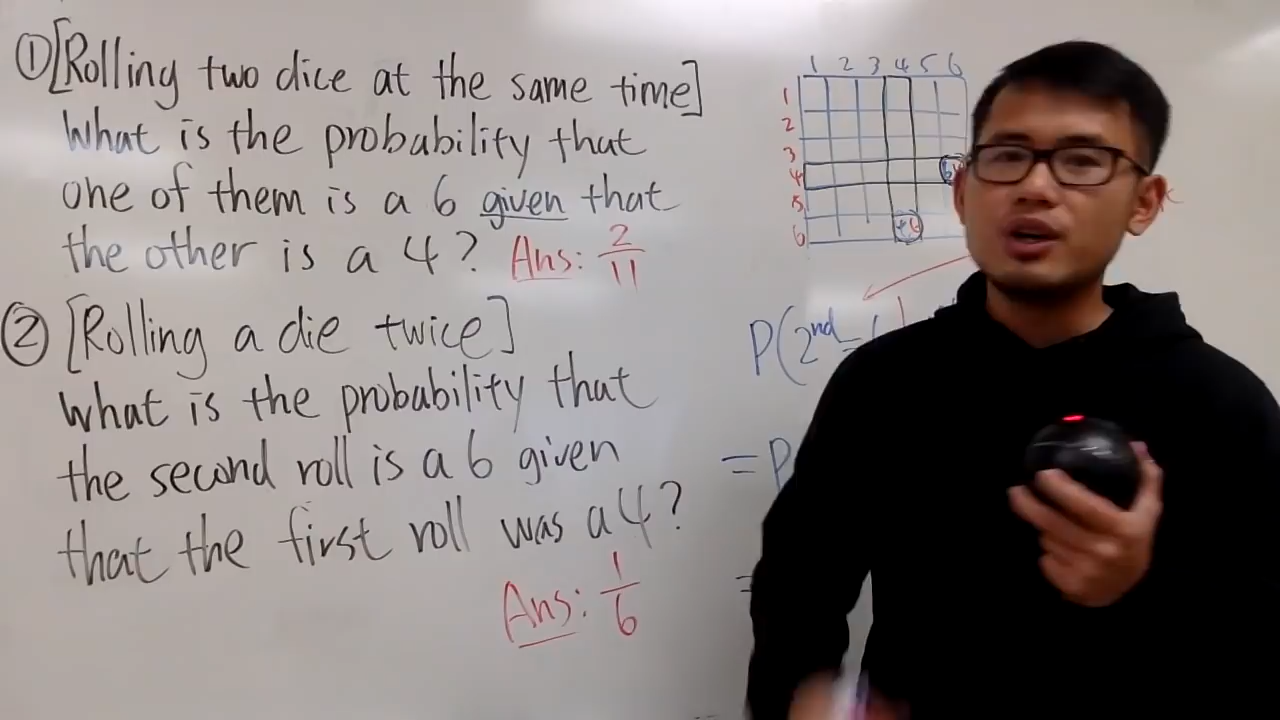 ① [Rolling two dice at the same time]
What is the probability that
one of them is a 6 given that
the other is a 4? Ans: 2/11
② [Rolling a die twice]
What is the probability that
the second roll is a 6 given
that the first roll was a 4?
Ans: 1/6
1 2 3 4 5 6
1
2
3
4
5
6
P(2nd
= P
=